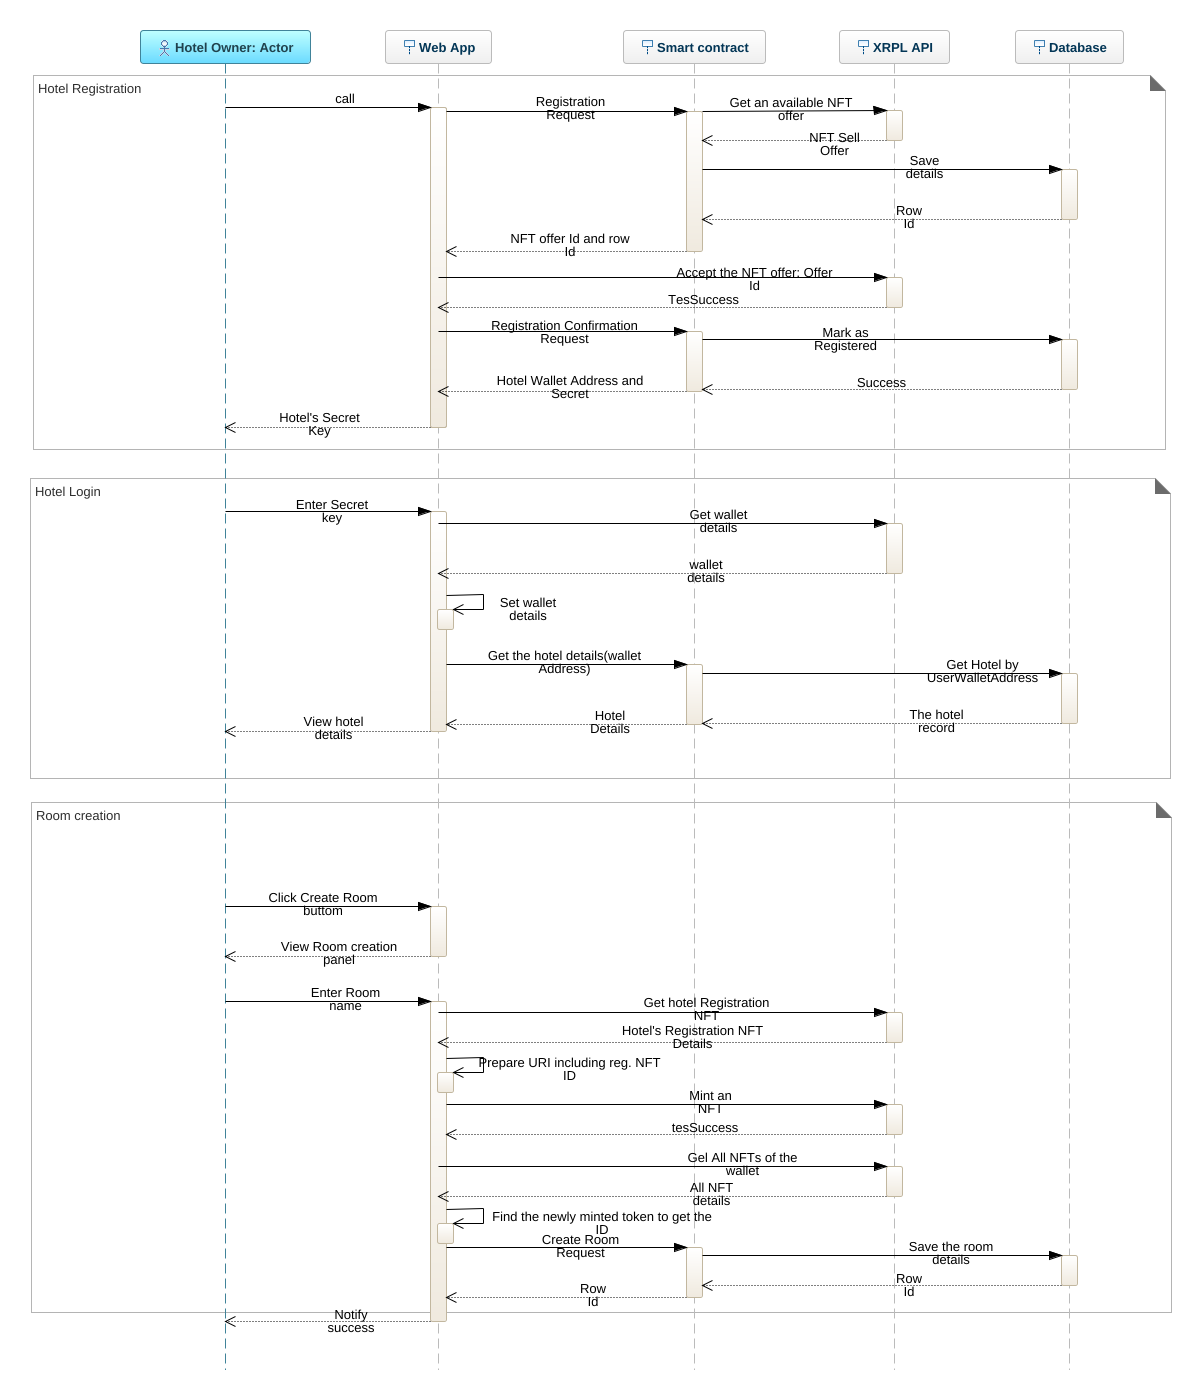 Hotel Owner: Actor
Web App
Smart contract
XRPL API
Database
Hotel Registration
call
Registration
Request
Get an available NFT
offer
NFT Sell
Offer
Save
details
Row
Id
NFT offer Id and row
Id
Accept the NFT offer: Offer
Id
TesSuccess
Registration Confirmation
Request
Mark as
Registered
Hotel Wallet Address and
Secret
Success
Hotel's Secret
Key
Hotel Login
Enter Secret
key
Get wallet
details
wallet
details
Set wallet
details
Get the hotel details(wallet
Address)
Get Hotel by
UserWalletAddress
The hotel
record
Hotel
Details
View hotel
details
Room creation
Click Create Room
buttom
View Room creation
panel
Enter Room
name
Get hotel Registration
NFT
Hotel's Registration NFT
Details
Prepare URI including reg. NFT
ID
Mint an
NFT
tesSuccess
Gel All NFTs of the
wallet
All NFT
details
Find the newly minted token to get the
ID
Create Room
Request
Save the room
details
Row
Id
Row
Id
Notify
success